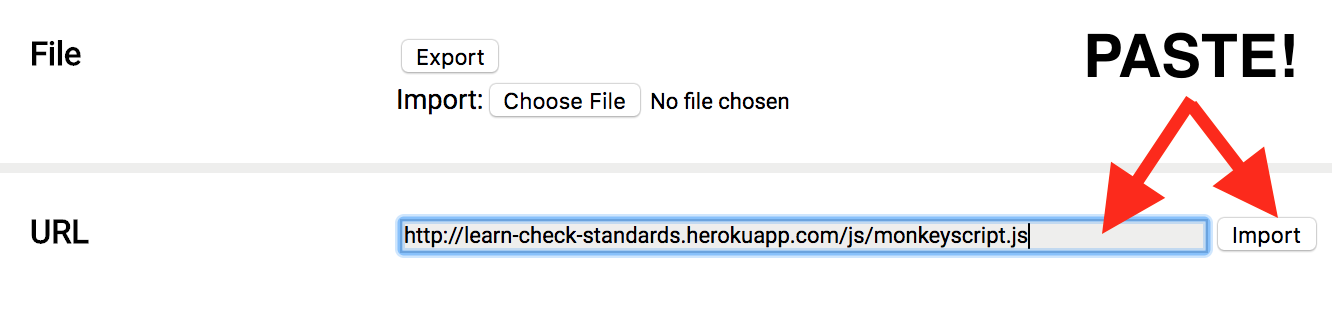 PASTE!
File
Export
Import: Choose File No file chosen
URL
http://learn-check-standards.herokuapp.com/js/monkeyscript.js
Import